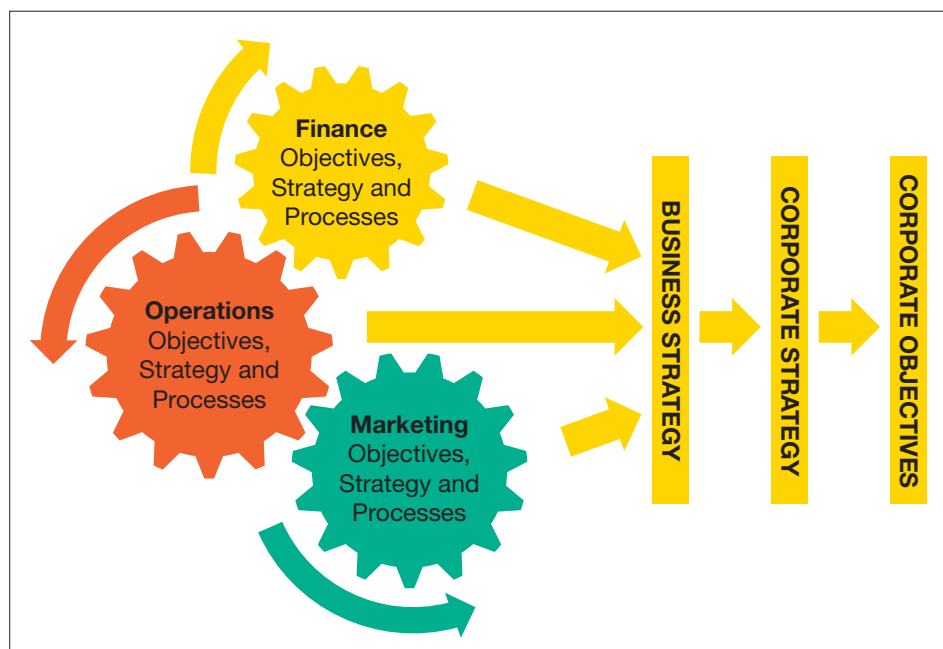 Finance
Objectives,
Strategy and
Processes
Operations
Objectives,
Strategy and
Processes
Marketing
Objectives,
Strategy and
Processes
BUSINESS STRATEGY
CORPORATE STRATEGY
CORPORATE OBJECTIVES